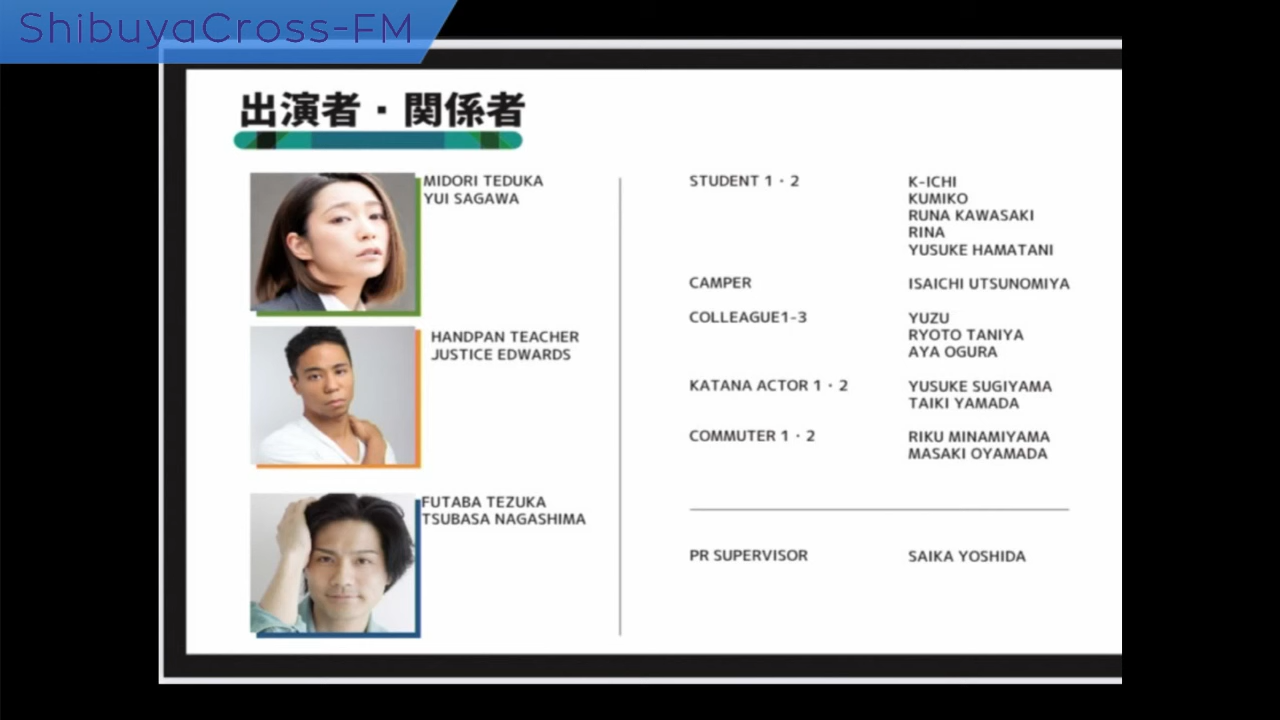 ShibuyaCross-FM
出演者・関係者
MIDORI TEDUKA
YUI SAGAWA
HANDPAN TEACHER
JUSTICE EDWARDS
FUTABA TEZUKA
TSUBASA NAGASHIMA
STUDENT 1・2
K-ICHI
KUMIKO
RUNA KAWASAKI
RINA
YUSUKE HAMATANI
CAMPER
ISAICHI UTSUNOMIYA
COLLEAGUE1-3
YUZU
RYOTO TANIYA
AYA OGURA
KATANA ACTOR 1・2
YUSUKE SUGIYAMA
TAIKI YAMADA
COMMUTER 1・2
RIKU MINAMIYAMA
MASAKI OYAMADA
PR SUPERVISOR
SAIKA YOSHIDA